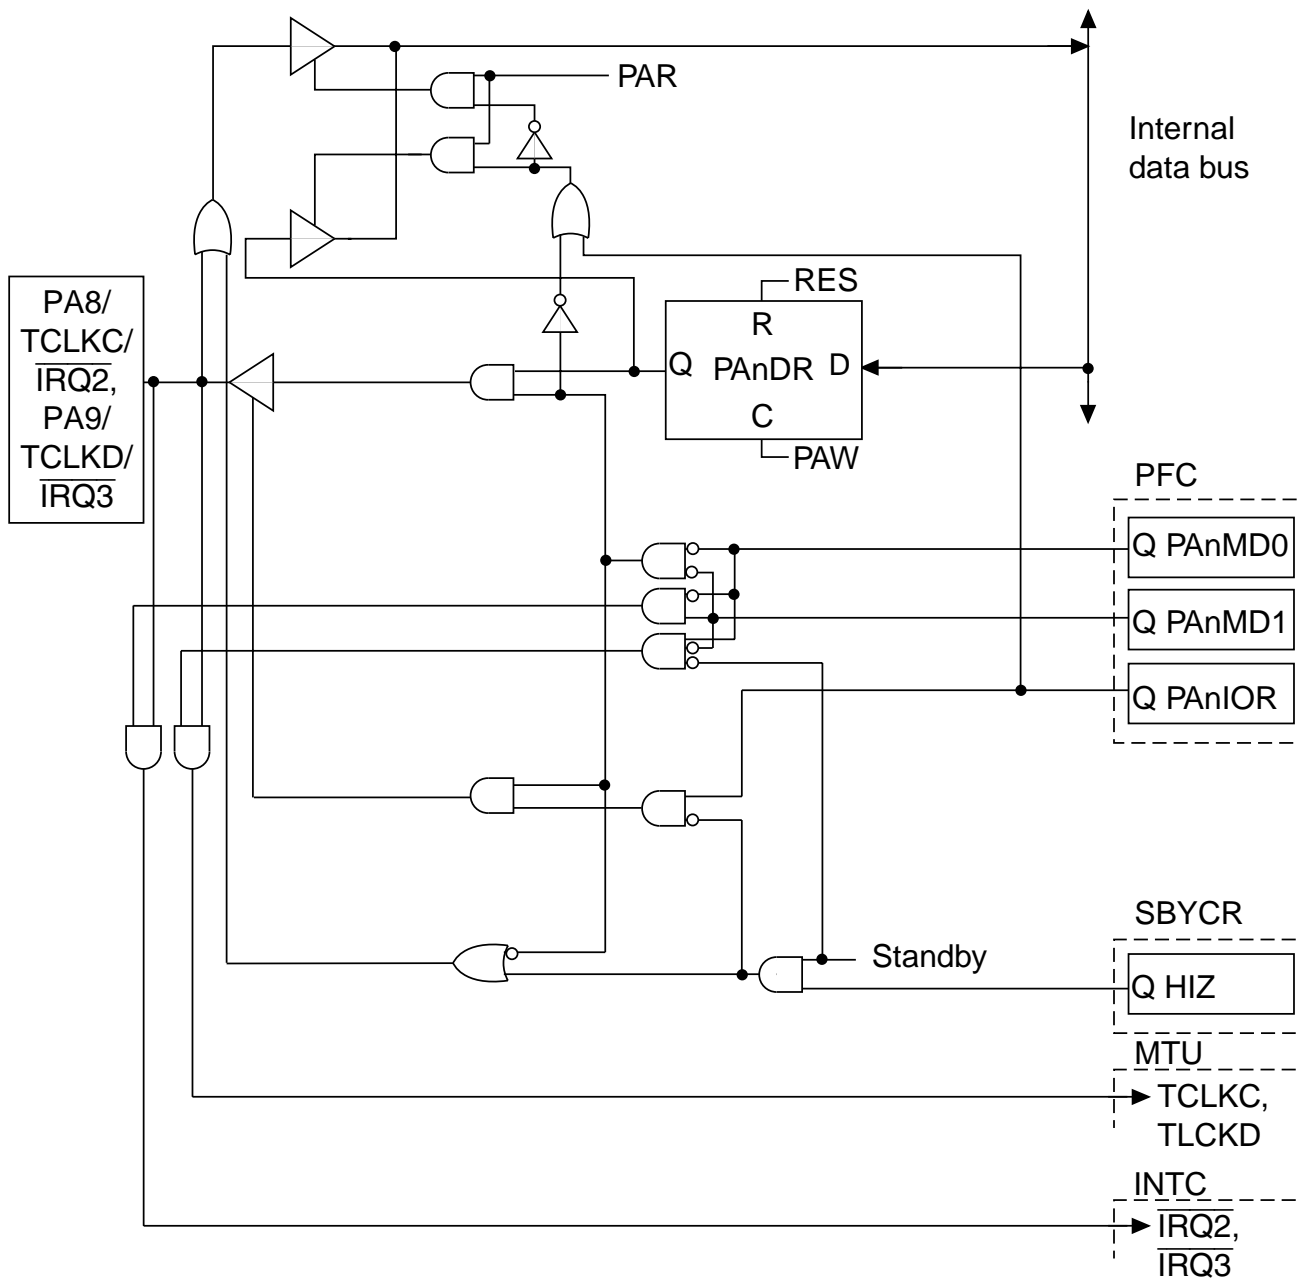 PAR
Internal
data bus
RES
R
Q PAnDR D
C
PAW
PA8/
TCLKC/
IRQ2,
PA9/
TCLKD/
IRQ3
PFC
Q PAnMD0
Q PAnMD1
Q PAnIOR
SBYCR
Standby
Q HIZ
MTU
TCLKC,
TLCKD
INTC
IRQ2,
IRQ3